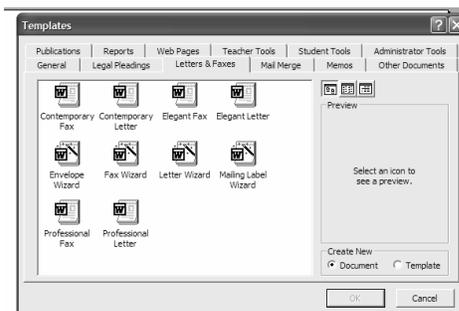 Templates
Publications Reports Web Pages Teacher Tools Student Tools Administrator Tools
General Legal Pleadings Letters & Faxes Mail Merge Memos Other Documents
Contemporary Fax Contemporary Letter Elegant Fax Elegant Letter
Envelope Wizard Fax Wizard Letter Wizard Mailing Label Wizard
Professional Fax Professional Letter
Preview
Select an icon to
see a preview.
Create New
Document Template
OK Cancel